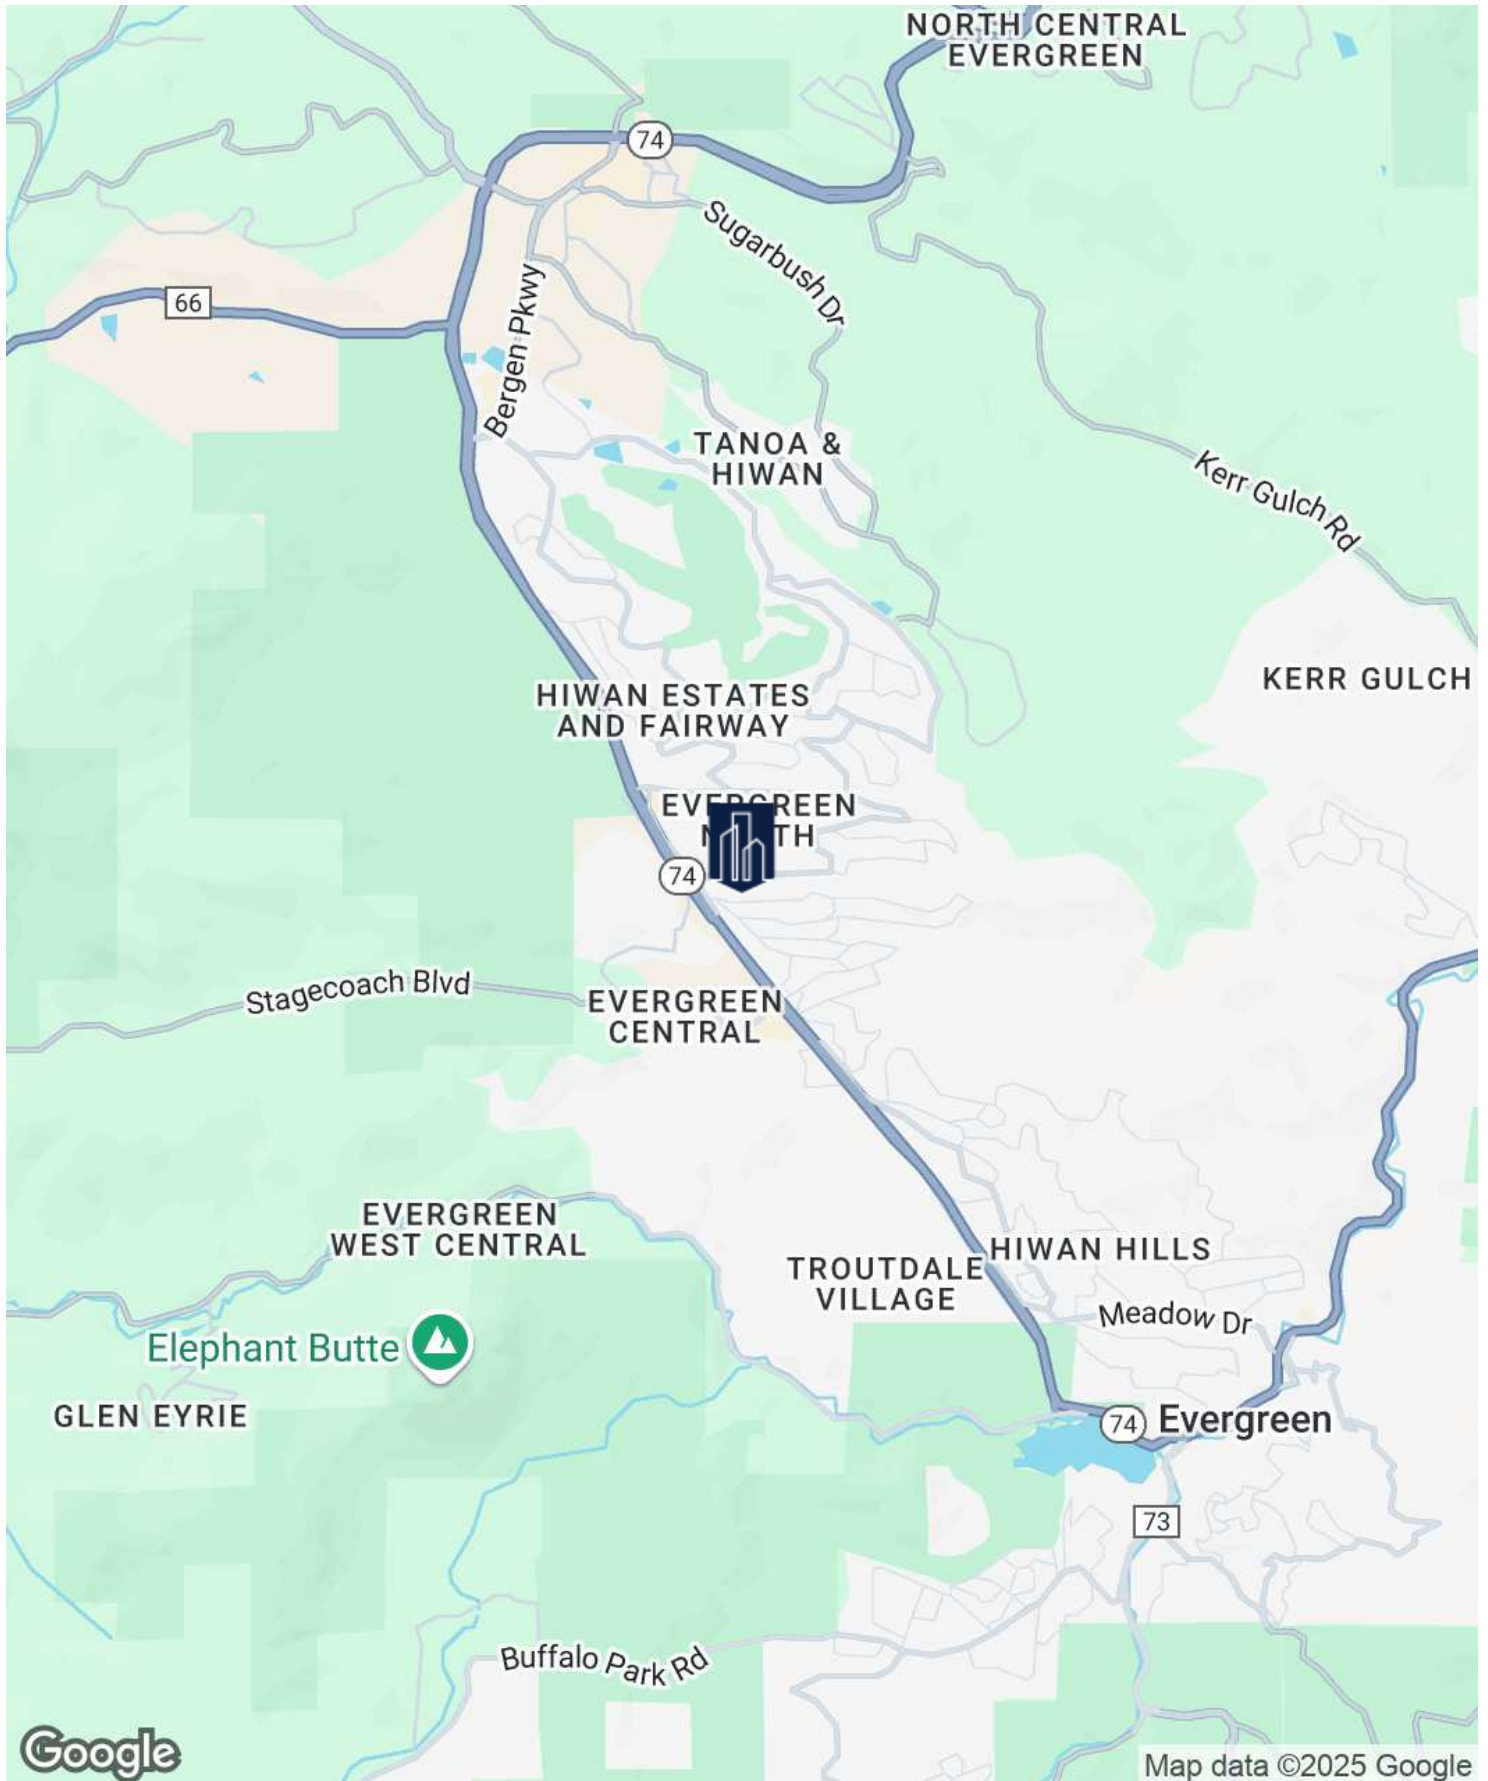 NORTH CENTRAL
EVERGREEN
74
Sugarbush Dr
66
Bergen Pkwy
TANOA &
HIWAN
Kerr Gulch Rd
KERR GULCH
HIWAN ESTATES
AND FAIRWAY
EVERGREEN
74
Stagecoach Blvd
EVERGREEN
CENTRAL
EVERGREEN
WEST CENTRAL
HIWAN HILLS
TROUTDALE
VILLAGE
Meadow Dr
Elephant Butte
GLEN EYRIE
74
Evergreen
73
Buffalo Park Rd
Google
Map data ©2025 Google